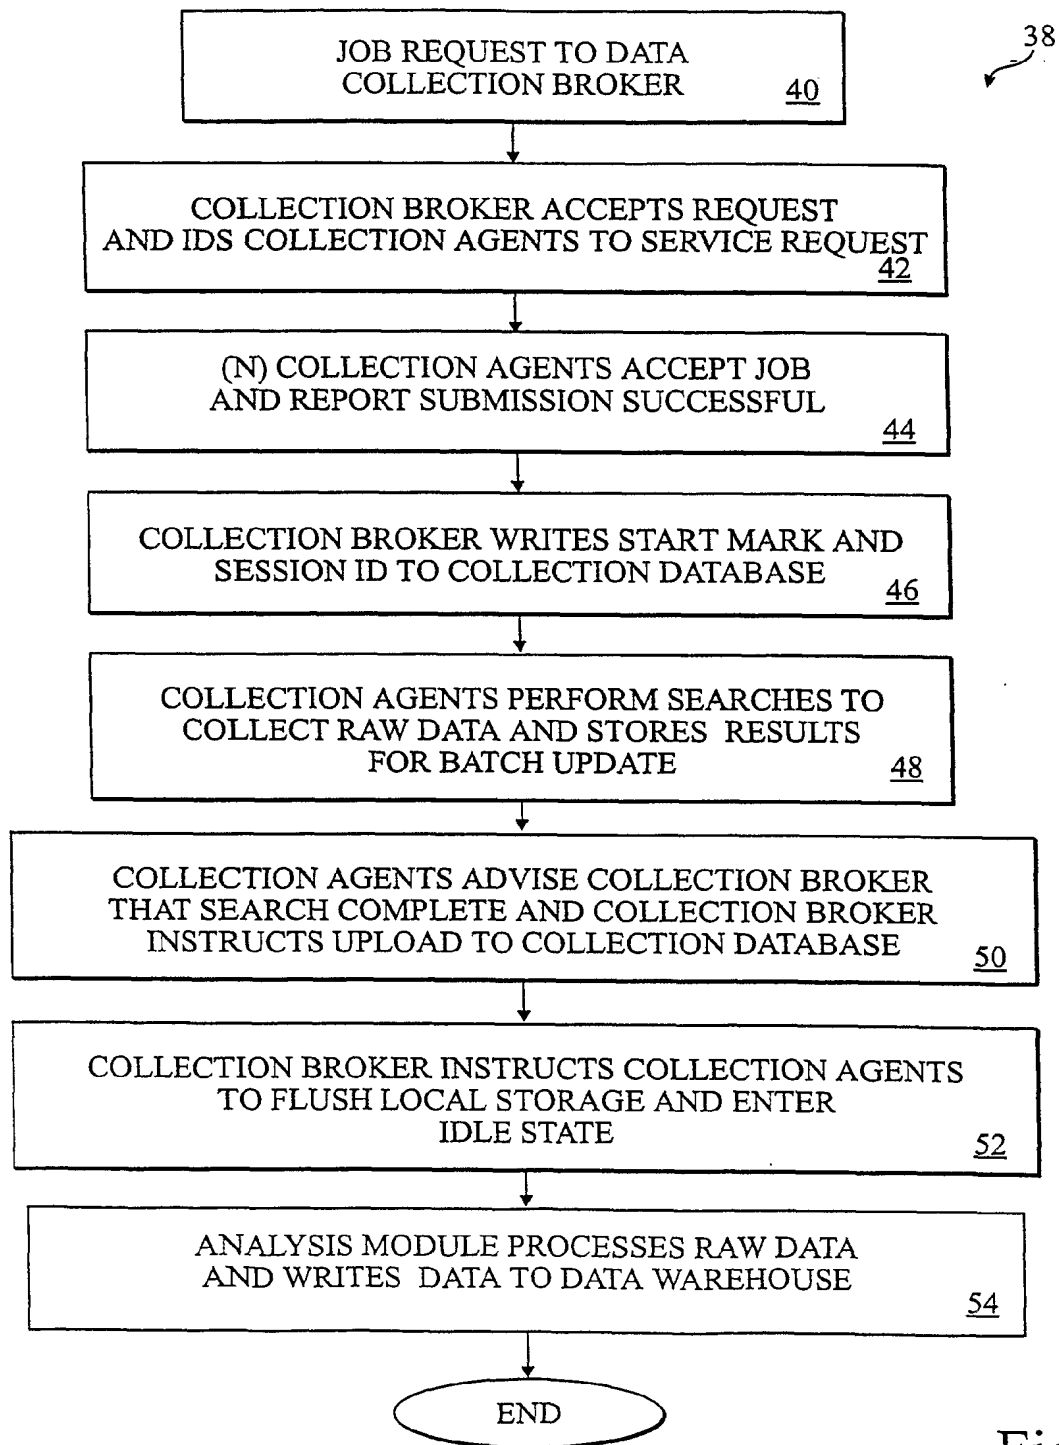 38
JOB REQUEST TO DATA
COLLECTION BROKER
40
COLLECTION BROKER ACCEPTS REQUEST
AND IDS COLLECTION AGENTS TO SERVICE REQUEST
42
(N) COLLECTION AGENTS ACCEPT JOB
AND REPORT SUBMISSION SUCCESSFUL
44
COLLECTION BROKER WRITES START MARK AND
SESSION ID TO COLLECTION DATABASE
46
COLLECTION AGENTS PERFORM SEARCHES TO
COLLECT RAW DATA AND STORES RESULTS
FOR BATCH UPDATE
48
COLLECTION AGENTS ADVISE COLLECTION BROKER
THAT SEARCH COMPLETE AND COLLECTION BROKER
INSTRUCTS UPLOAD TO COLLECTION DATABASE
50
COLLECTION BROKER INSTRUCTS COLLECTION AGENTS
TO FLUSH LOCAL STORAGE AND ENTER
IDLE STATE
52
ANALYSIS MODULE PROCESSES RAW DATA
AND WRITES DATA TO DATA WAREHOUSE
54
END